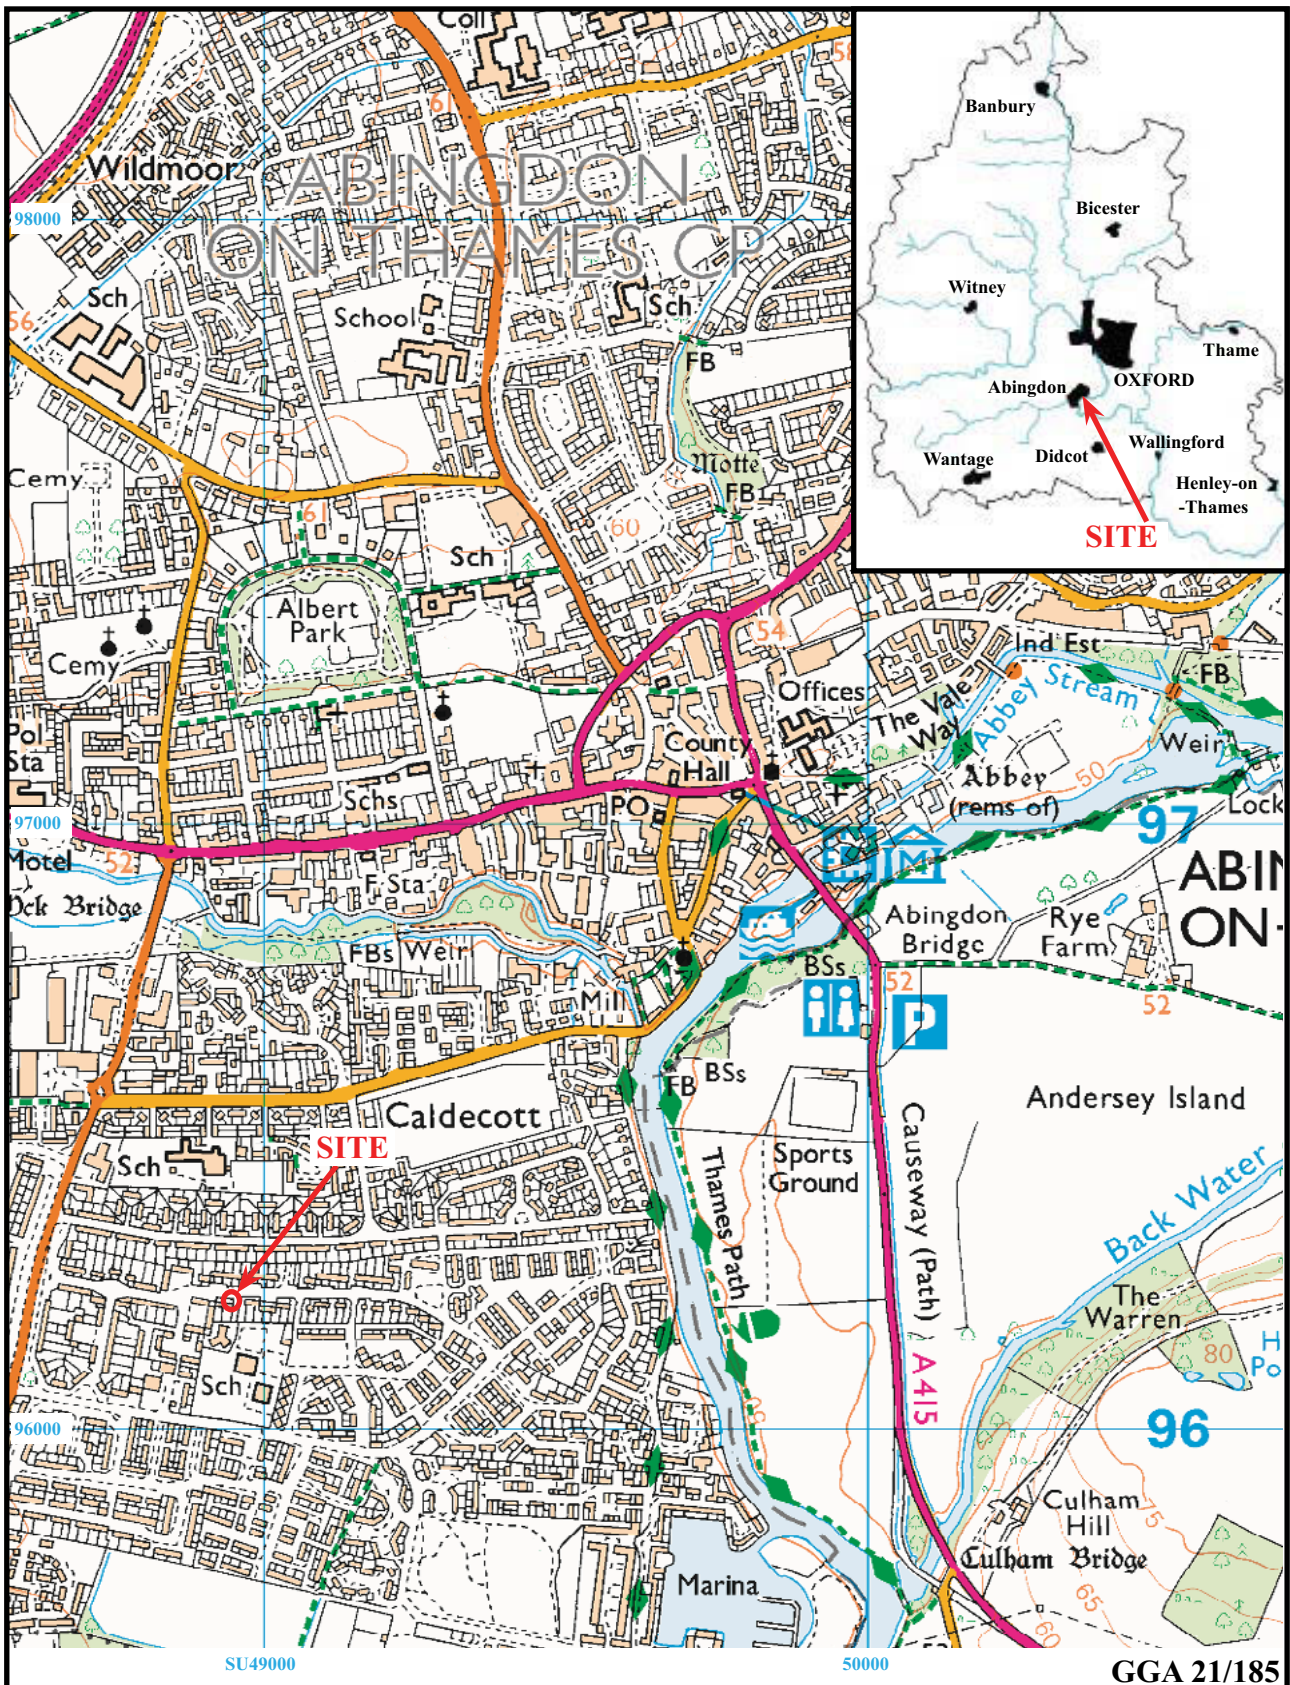 Coll
58
61
Wildmoor
ABINGDON
ON THAMES CP
98000
Sch
56
School
Sch
FB
Motte
FB
Cemy
61
60
Sch
Albert
Park
54
Cemy
Pol
Sta
Offices
The Vale
Way
Ind Est
Abbey Stream
FB
Weir
County
Hall
Abbey
(rems of)
50
Lock
Schs
PO
97000
97
Motel
52
Ock Bridge
F Sta
ABIN
ON-
Abingdon
Bridge
Rye
Farm
FBs
Weir
BSs
52
52
Mill
P
FB
BSs
Andersey Island
Caldecott
SITE
Sch
Sports
Ground
Causeway (Path)
Thames Path
Back Water
The
Warren
80
H
Po
A 415
Sch
50
96000
96
Culham
Hill
75
Culham Bridge
Marina
65
60
SU49000
50000
GGA 21/185
Banbury
Bicester
Witney
Thame
OXFORD
Abingdon
Wallingford
Didcot
Wantage
Henley-on
-Thames
SITE